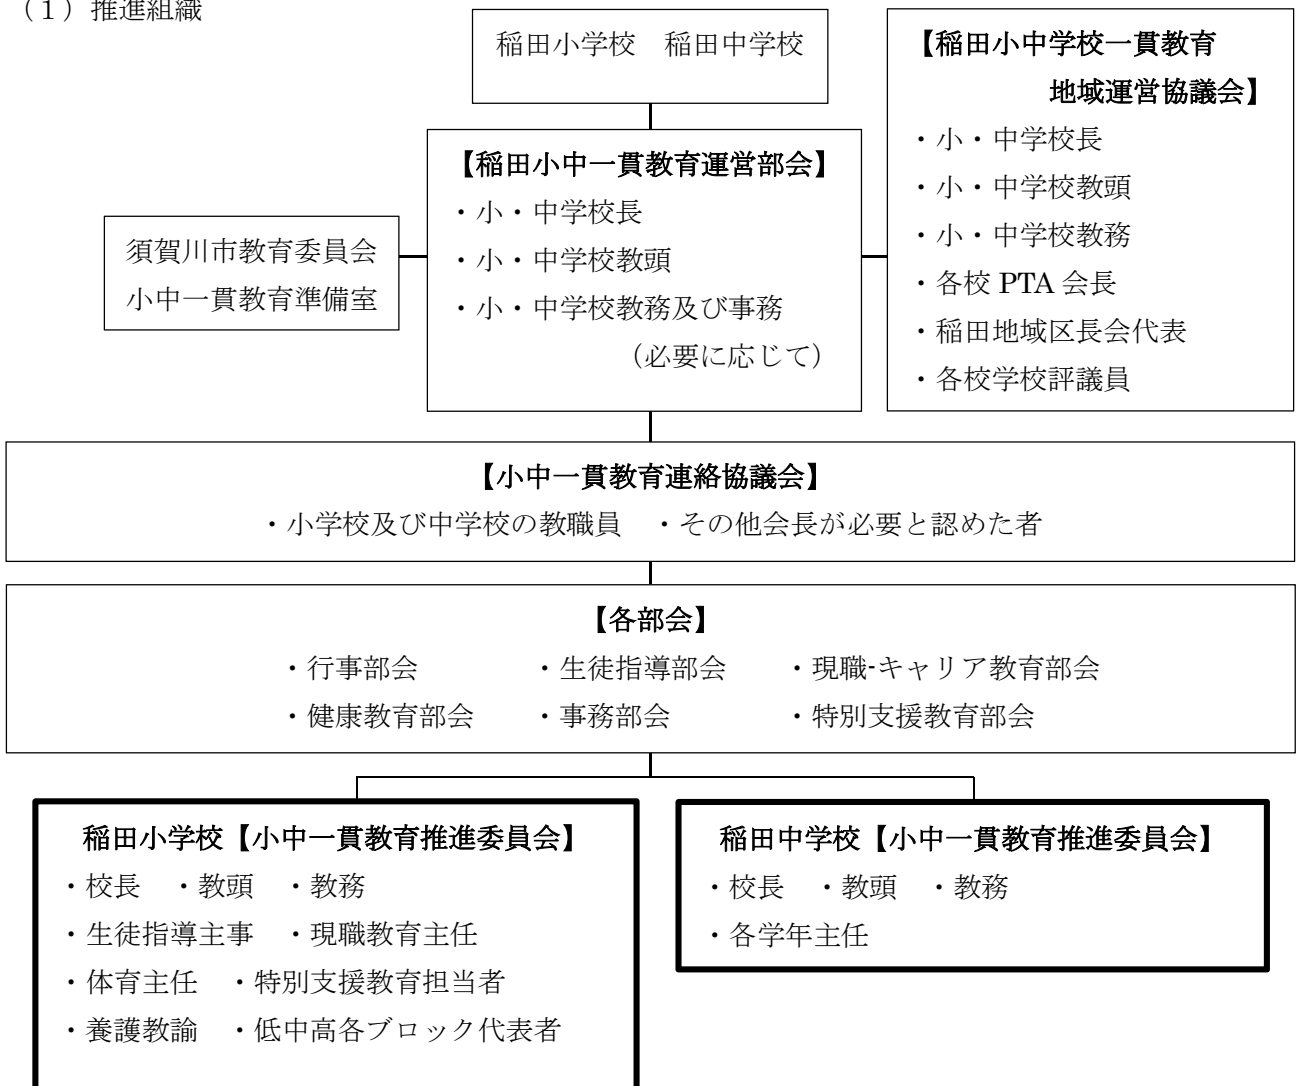 （１）推進組織
稲田小学校　稲田中学校
【稲田小中学校一貫教育
地域運営協議会】
・小・中学校長
・小・中学校教頭
・小・中学校教務
・各校 PTA 会長
・稲田地域区長会代表
・各校学校評議員
【稲田小中一貫教育運営部会】
・小・中学校長
・小・中学校教頭
・小・中学校教務及び事務
（必要に応じて）
須賀川市教育委員会
小中一貫教育準備室
【小中一貫教育連絡協議会】
・小学校及び中学校の教職員　・その他会長が必要と認めた者
【各部会】
・行事部会　・生徒指導部会　・現職-キャリア教育部会
・健康教育部会　・事務部会　・特別支援教育部会
稲田小学校【小中一貫教育推進委員会】
・校長　・教頭　・教務
・生徒指導主事　・現職教育主任
・体育主任　・特別支援教育担当者
・養護教諭　・低中高各ブロック代表者
稲田中学校【小中一貫教育推進委員会】
・校長　・教頭　・教務
・各学年主任